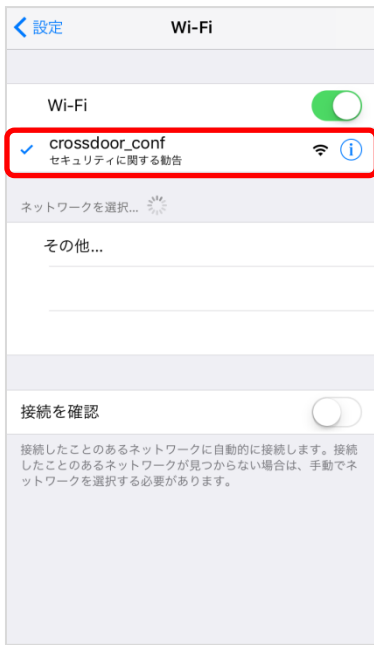 設定 Wi-Fi
Wi-Fi
crossdoor_conf
セキュリティに関する勧告
ネットワークを選択...
その他...
接続を確認
接続したことのあるネットワークに自動的に接続します。接続
したことのあるネットワークが見つからない場合は、手動でネ
ットワークを選択する必要があります。